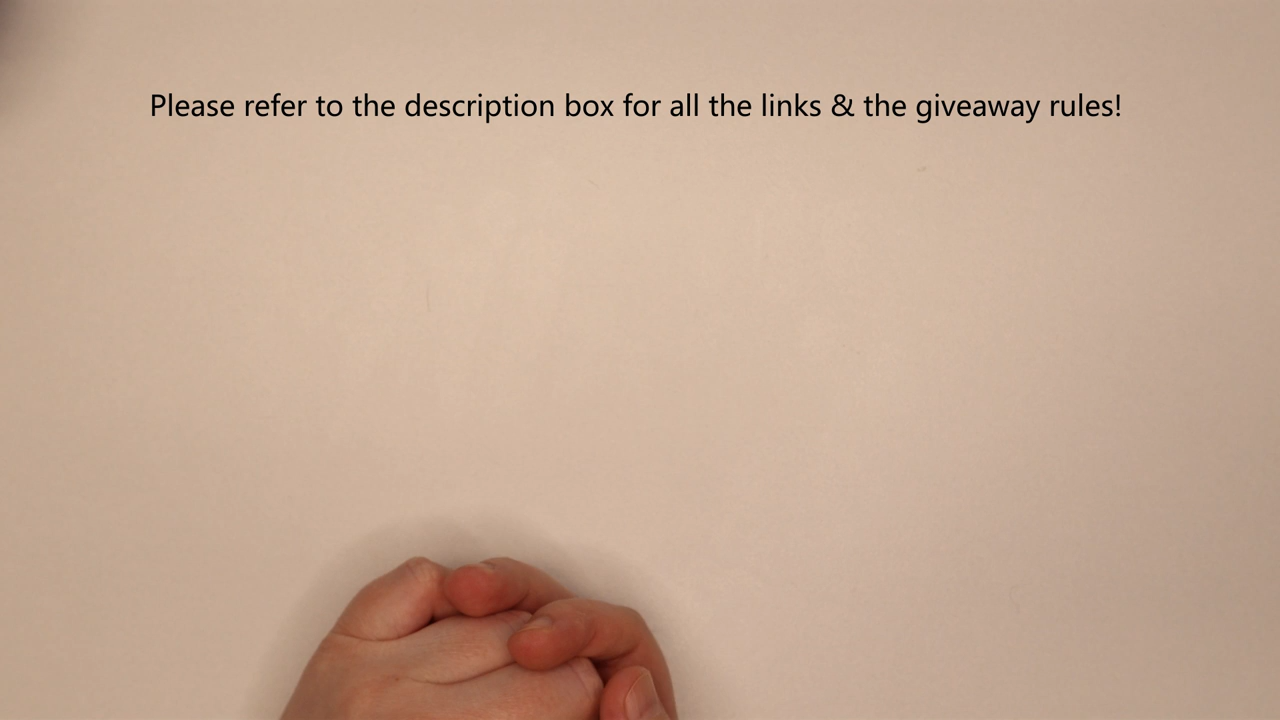 Please refer to the description box for all the links & the giveaway rules!